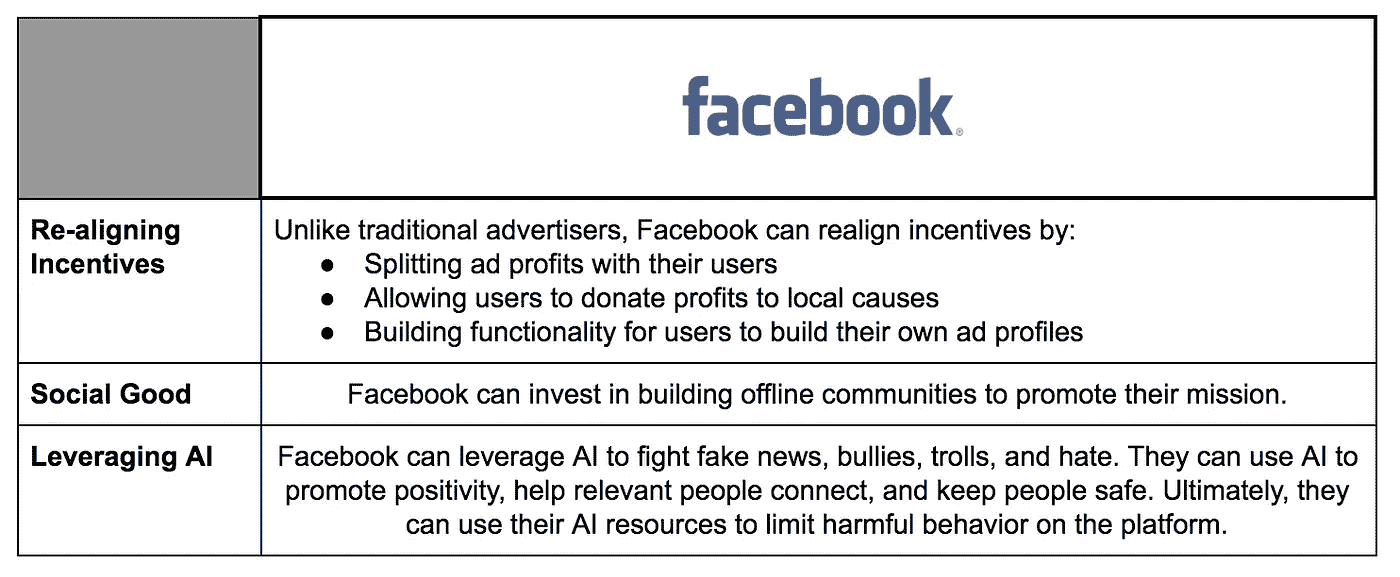 facebook®
Re-aligning
Incentives
Unlike traditional advertisers, Facebook can realign incentives by:
● Splitting ad profits with their users
● Allowing users to donate profits to local causes
● Building functionality for users to build their own ad profiles
Social Good
Facebook can invest in building offline communities to promote their mission.
Leveraging AI
Facebook can leverage AI to fight fake news, bullies, trolls, and hate. They can use AI to
promote positivity, help relevant people connect, and keep people safe. Ultimately, they
can use their AI resources to limit harmful behavior on the platform.